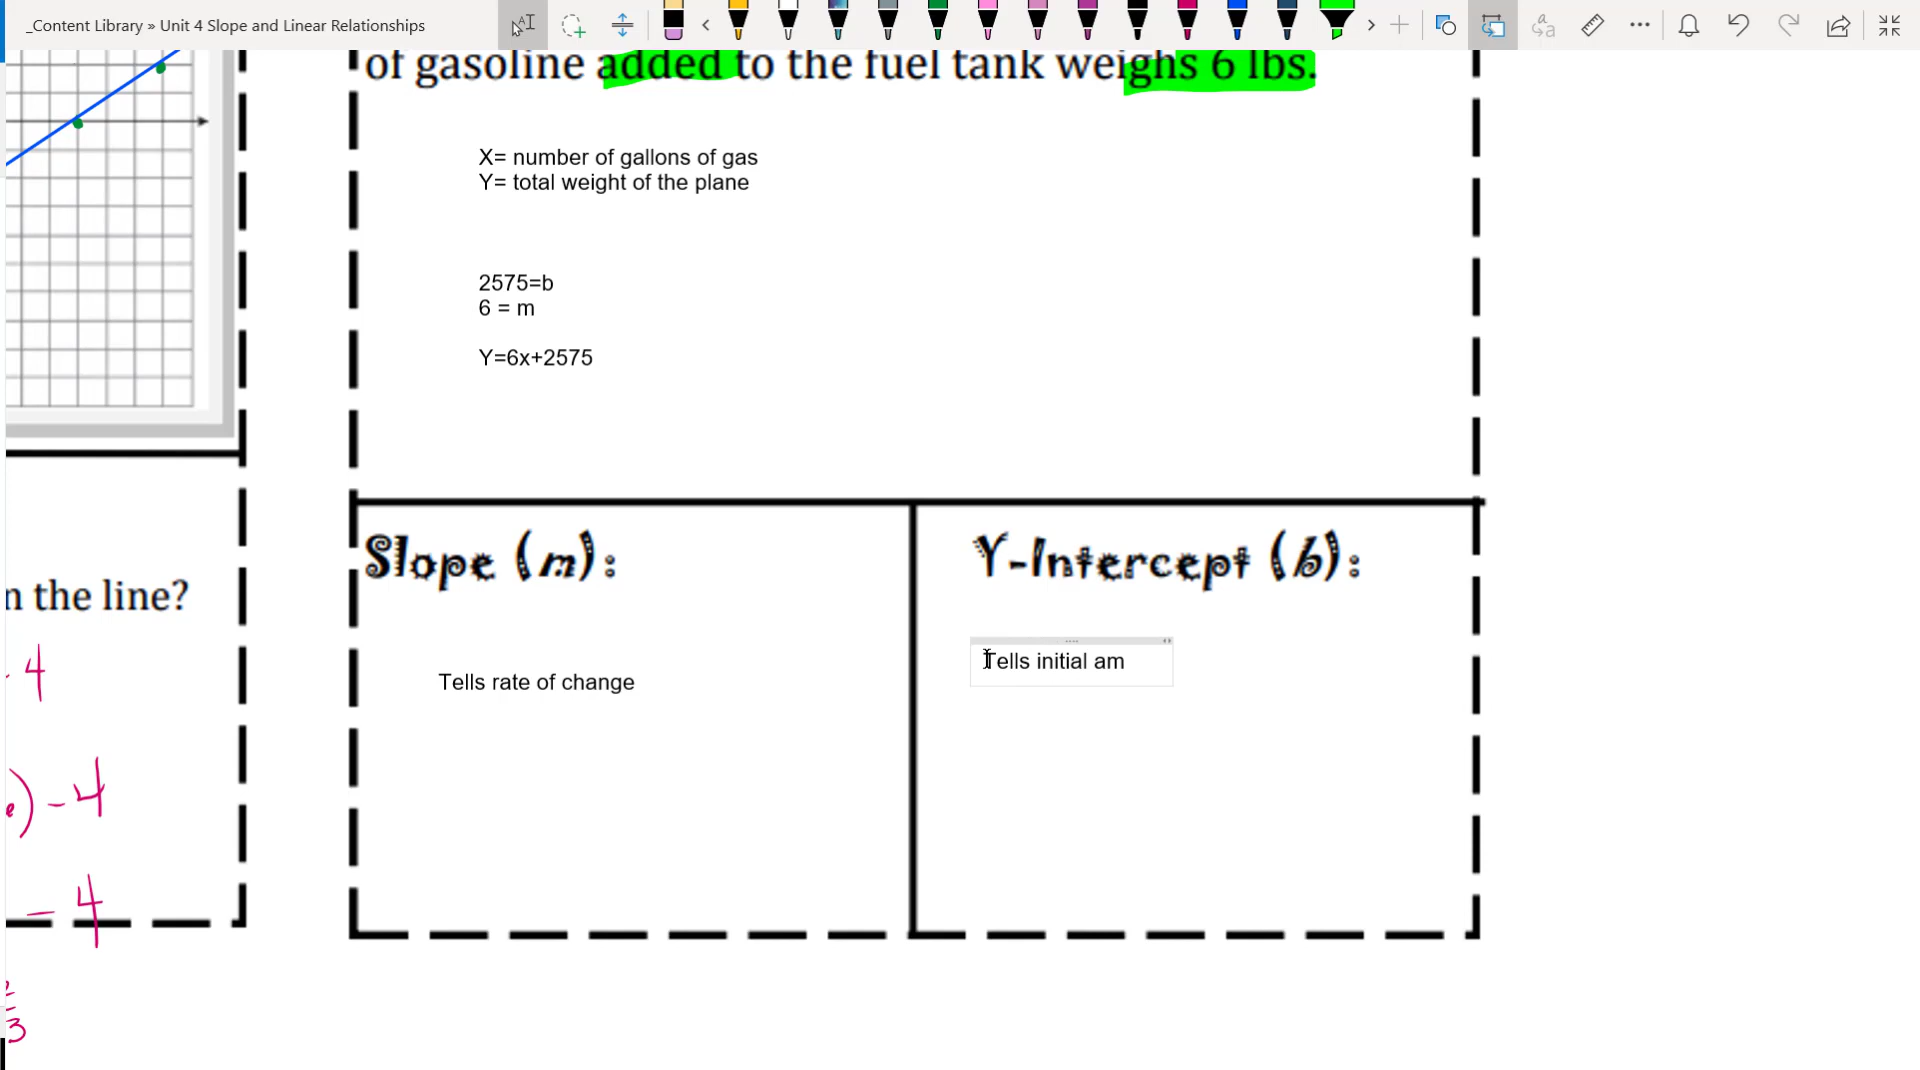 _Content Library » Unit 4 Slope and Linear Relationships
of gasoline added to the fuel tank weighs 6 lbs.
X= number of gallons of gas
Y= total weight of the plane
2575=b
6 = m
Y=6x+2575
Slope (m):
Y-Intercept (b):
n the line?
Tells rate of change
Tells initial am
- 4
) - 4
- 4
3